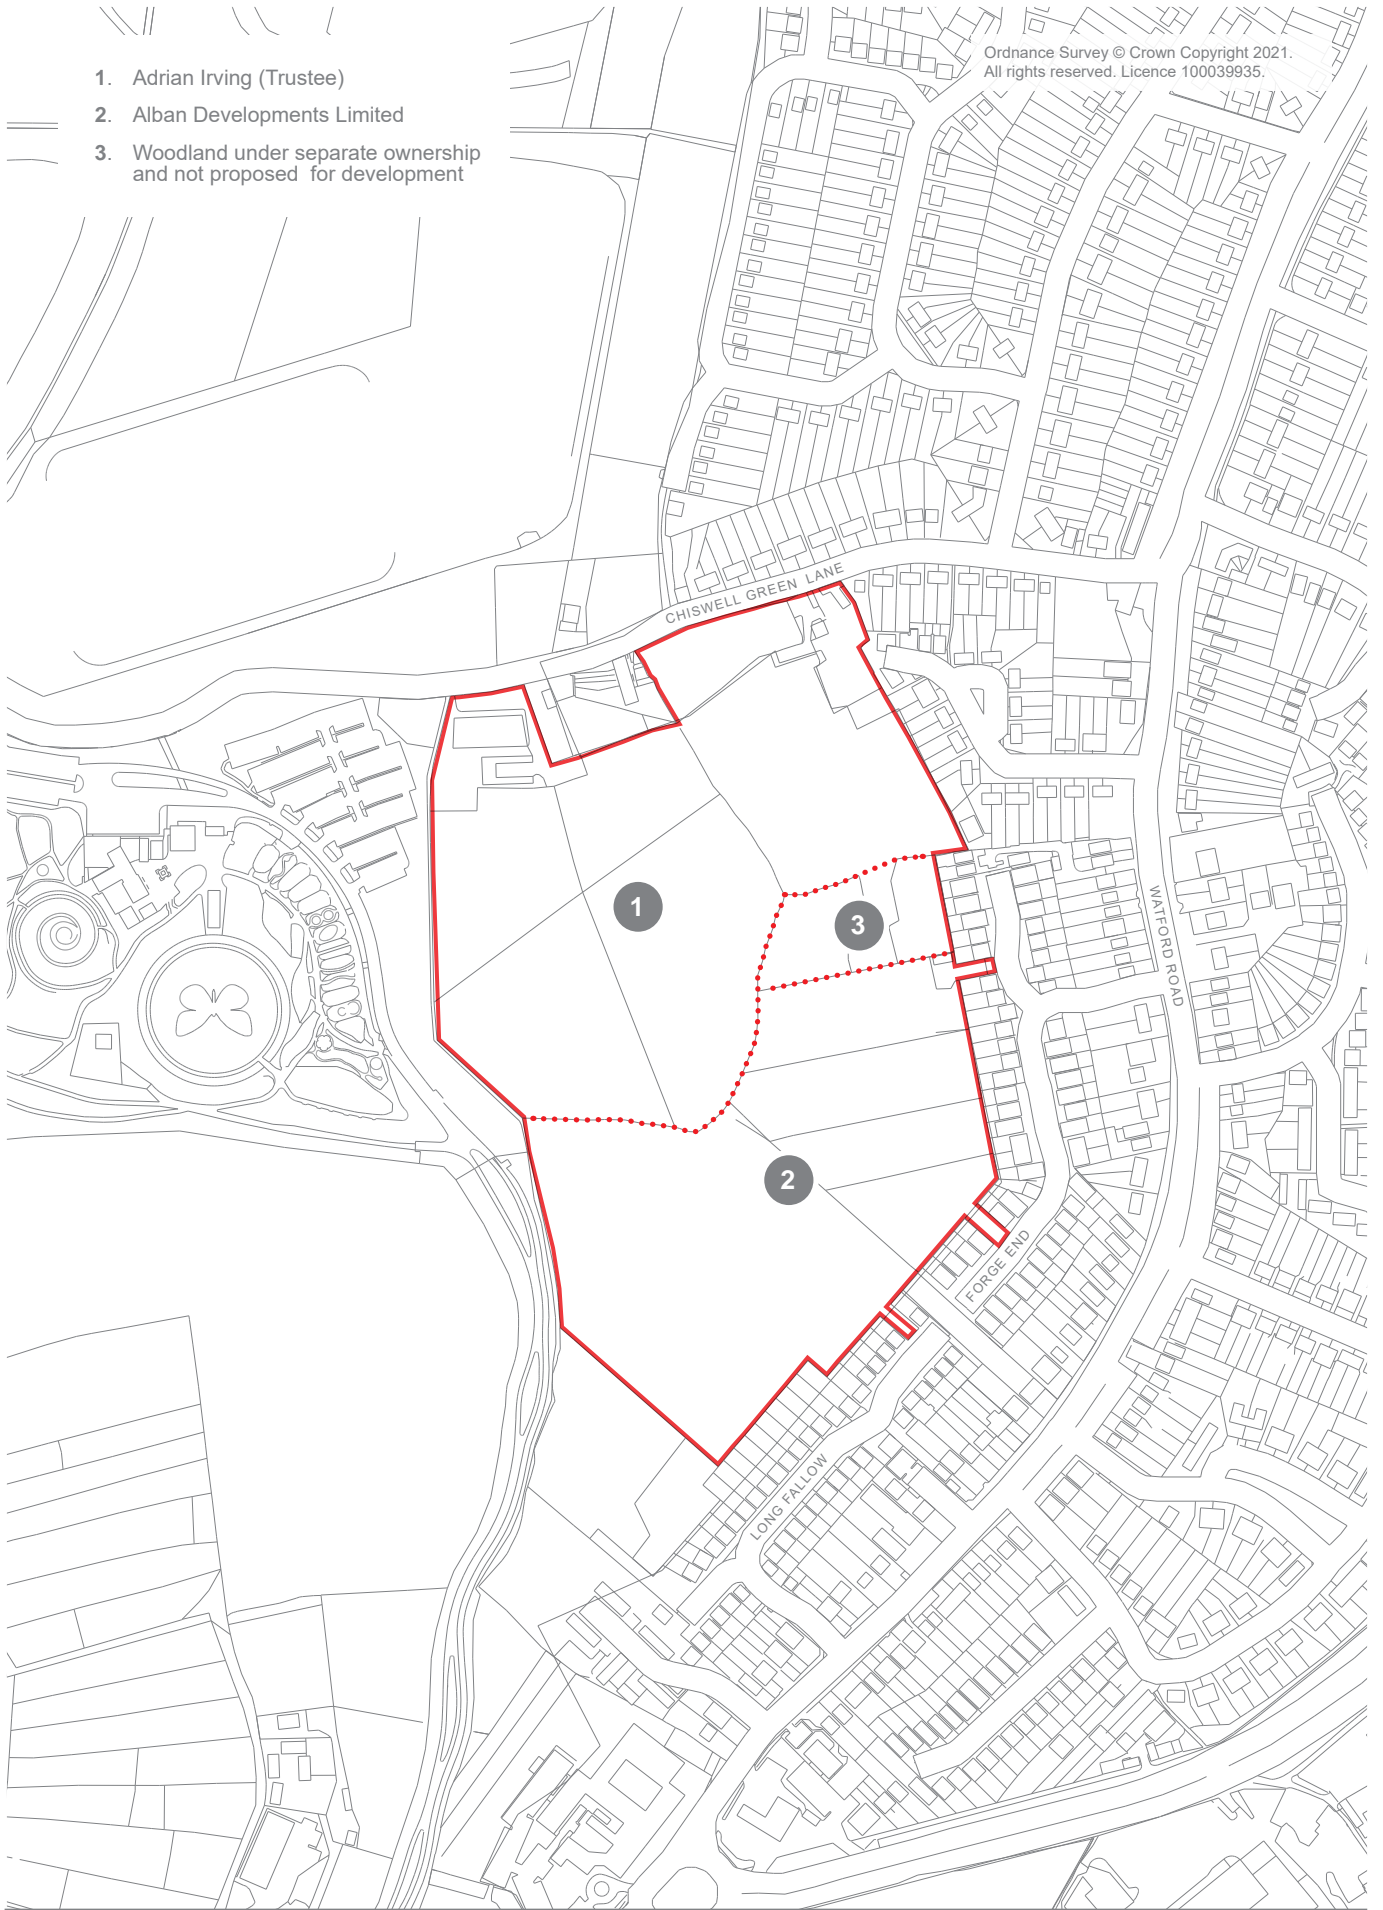 1. Adrian Irving (Trustee)
2. Alban Developments Limited
3. Woodland under separate ownership
and not proposed for development
Ordnance Survey © Crown Copyright 2021.
All rights reserved. Licence 100039935.
CHISWELL GREEN LANE
1
3
WATFORD ROAD
2
FORGE END
LONG FALLOW